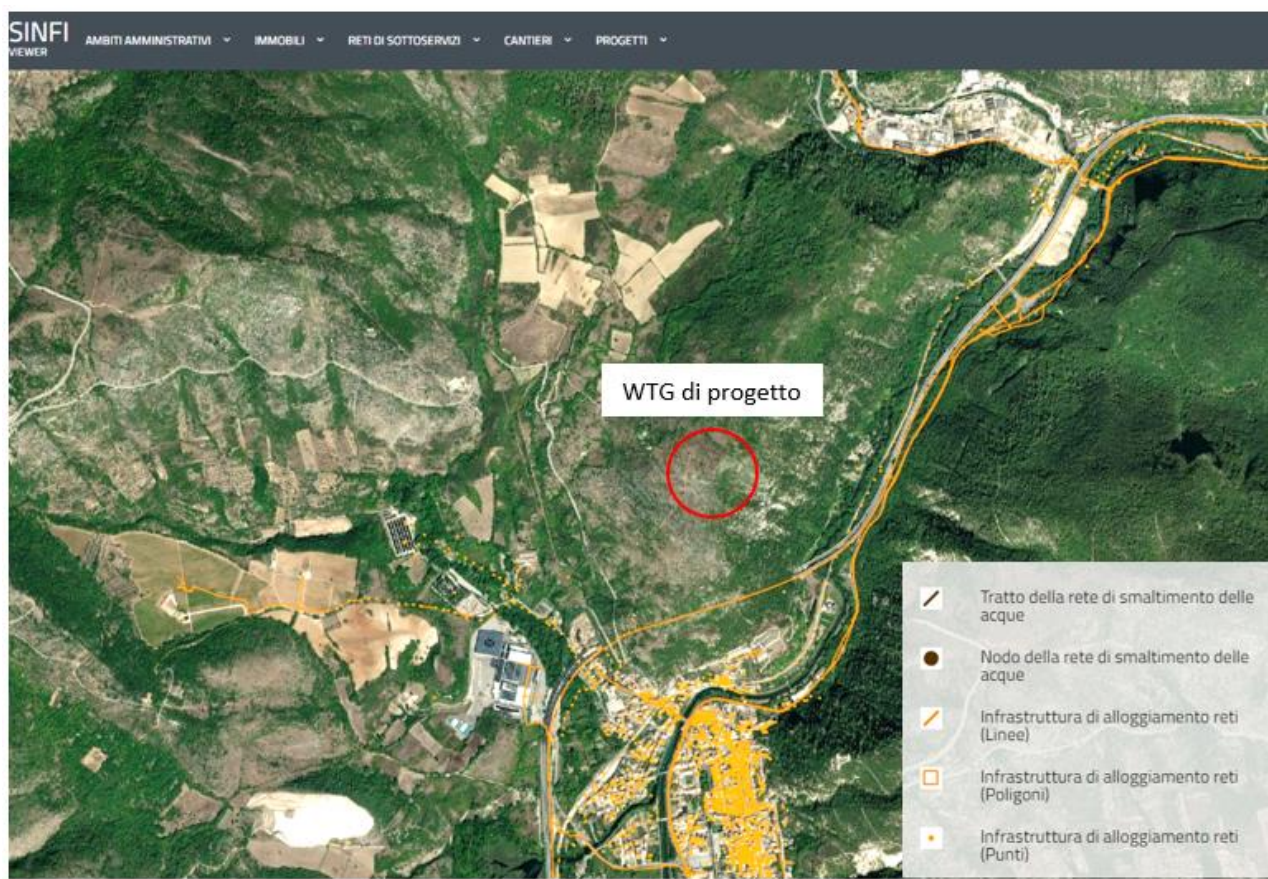 SINFI
VIEWER
AMBITI AMMINISTRATIVI
IMMOBILI
RETI DI SOTTOSERVIZI
CANTIERI
PROGETTI
WTG di progetto
Tratto della rete di smaltimento delle
acque
Nodo della rete di smaltimento delle
acque
Infrastruttura di alloggiamento reti
(Linee)
Infrastruttura di alloggiamento reti
(Poligoni)
Infrastruttura di alloggiamento reti
(Punti)